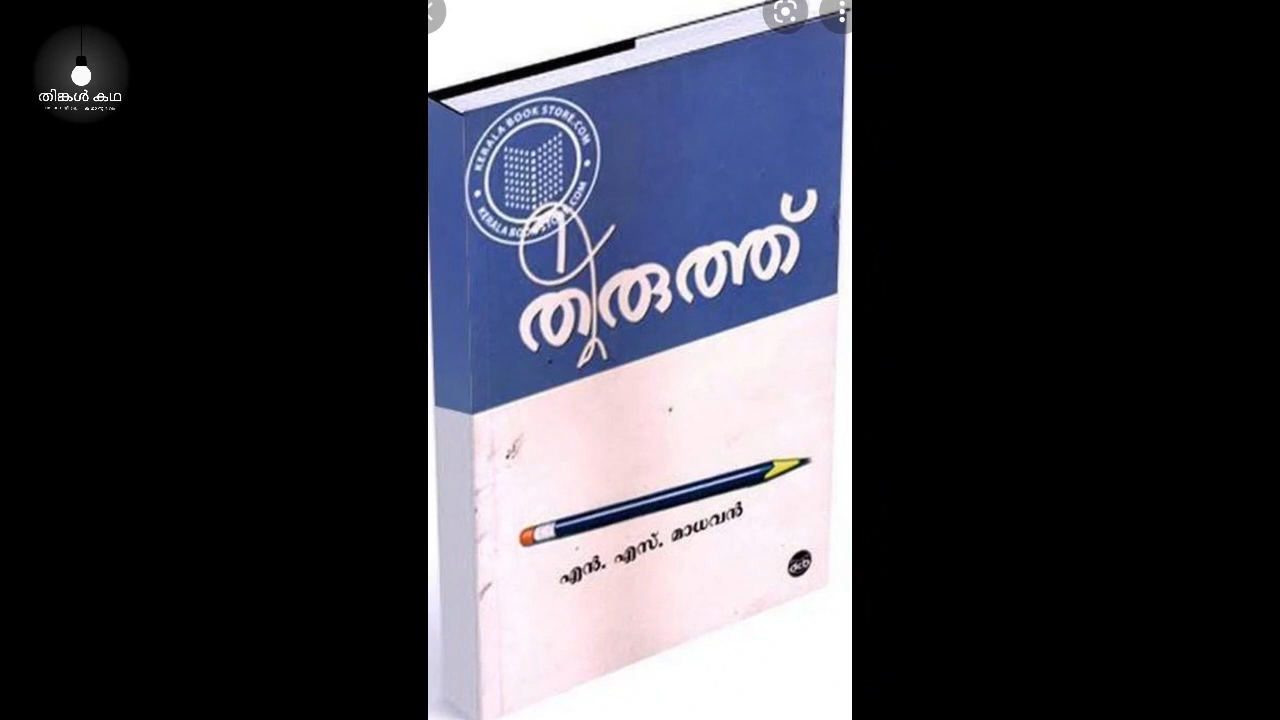 തിങ്കൾ കഥ
KERALA BOOK STORE.COM
KERALA BOOK STORE.COM
തിരുത്ത്
എൻ. എസ്. മാധവൻ
dcb